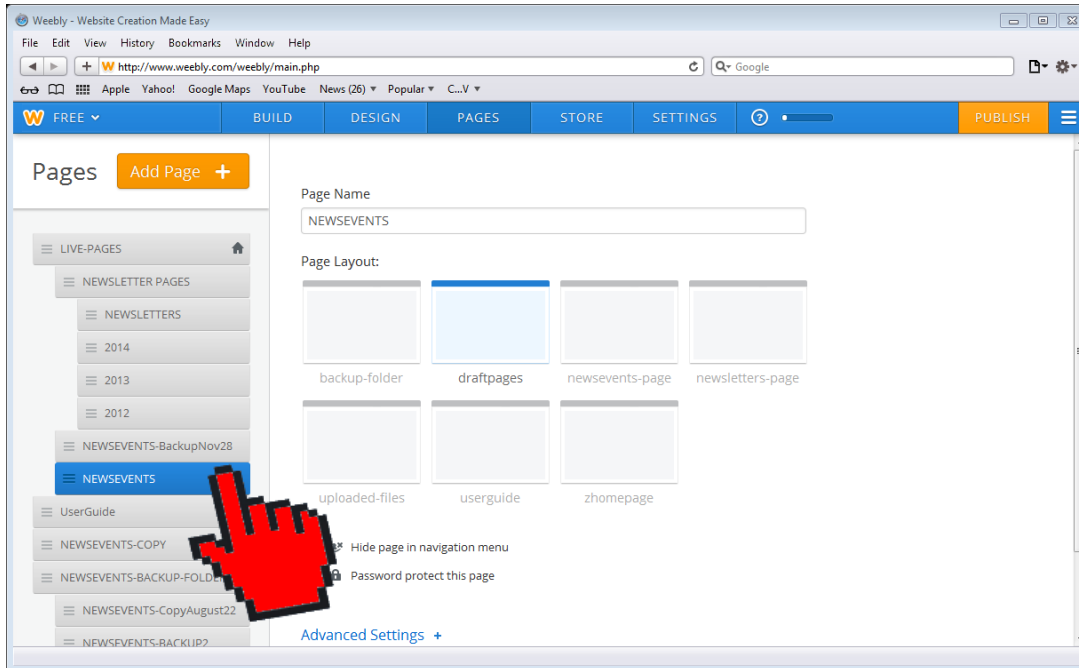 Weebly - Website Creation Made Easy
File Edit View History Bookmarks Window Help
http://www.weebly.com/weebly/main.php
Google
Apple Yahoo! Google Maps YouTube News (26) Popular C...V
W FREE BUILD DESIGN PAGES STORE SETTINGS ? PUBLISH
Pages
Add Page +
Page Name
NEWSEVENTS
Page Layout:
LIVE-PAGES
NEWSLETTER PAGES
NEWSLETTERS
2014
2013
2012
NEWSEVENTS-BackupNov28
NEWSEVENTS
UserGuide
NEWSEVENTS-COPY
NEWSEVENTS-BACKUP-FOLDE
NEWSEVENTS-CopyAugust22
NEWSEVENTS-BACKUP2
backup-folder draftpages newsevents-page newsletters-page
uploaded-files userguide zhomepage
Hide page in navigation menu
Password protect this page
Advanced Settings +